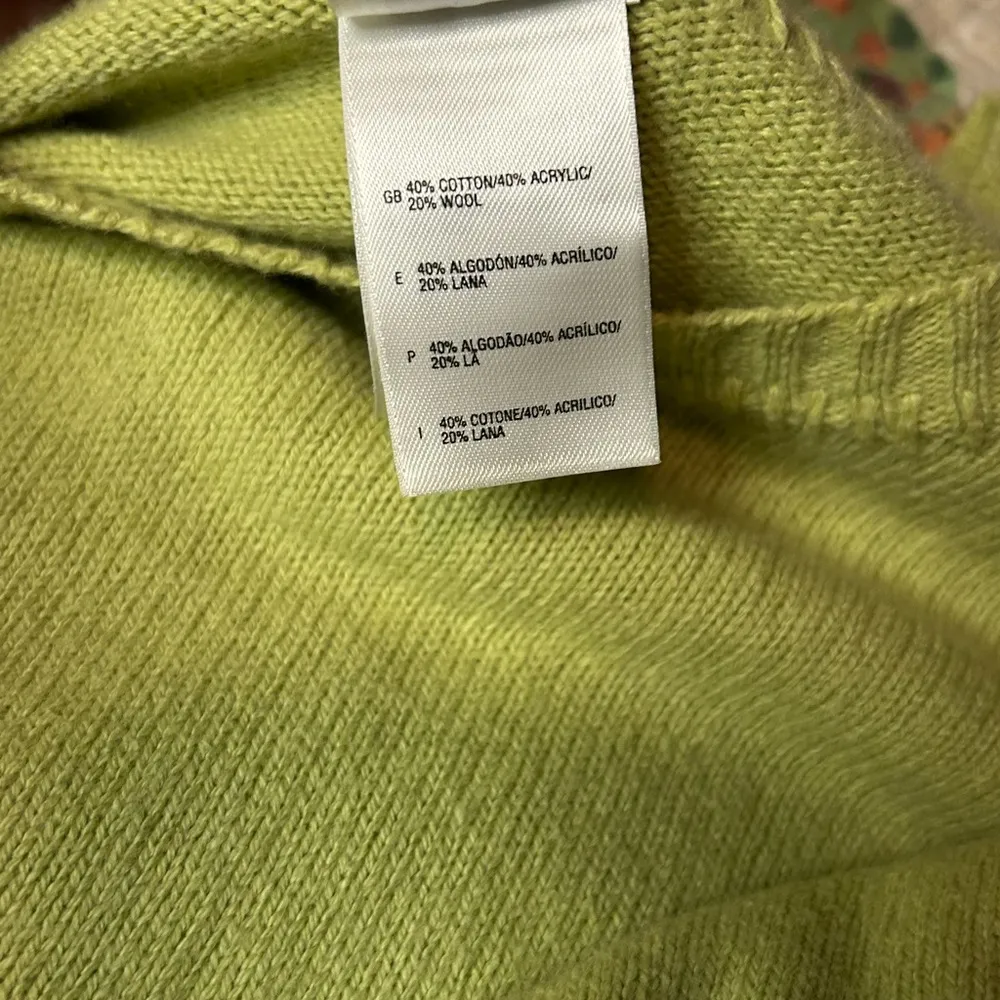 GB 40% COTTON/40% ACRYLIC/
20% WOOL
E 40% ALGODÓN/40% ACRÍLICO/
20% LANA
P 40% ALGODÃO/40% ACRÍLICO/
20% LÃ
I 40% COTONE/40% ACRILICO/
20% LANA